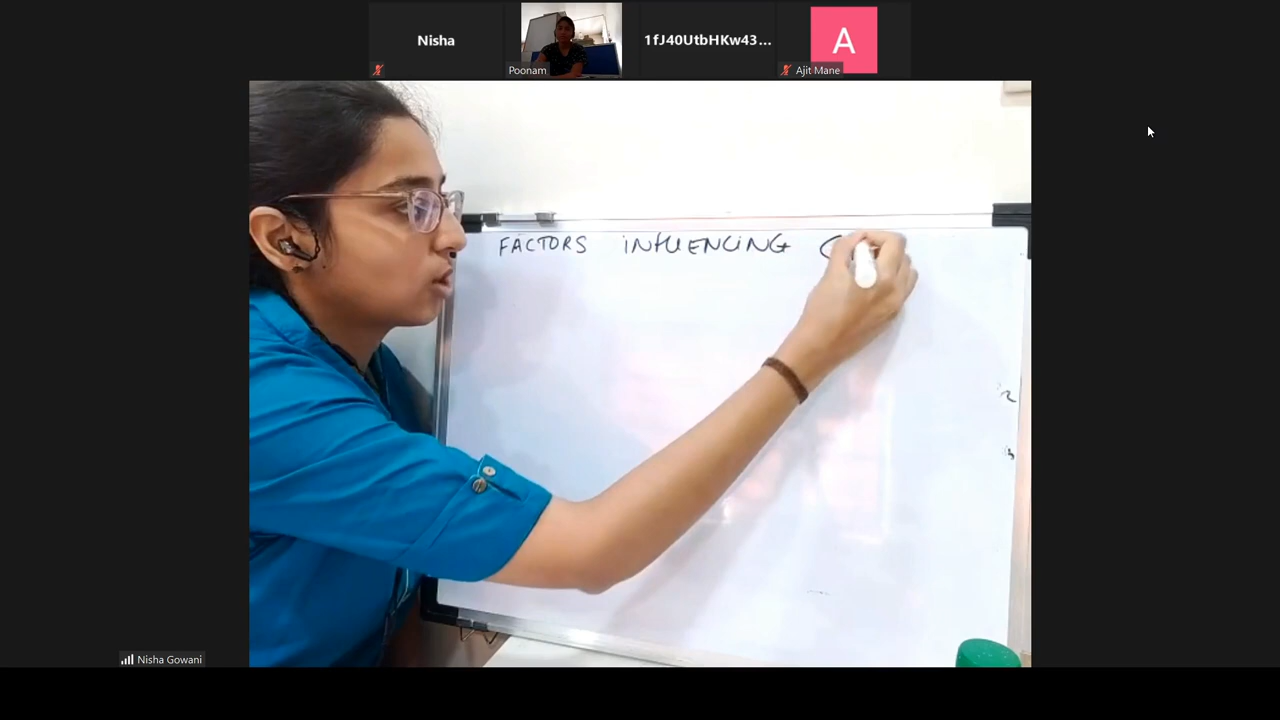 Nisha
1fJ40UtbHKw43...
Poonam
Ajit Mane
A
FACTORS INFLUENCING C
Nisha Gowani